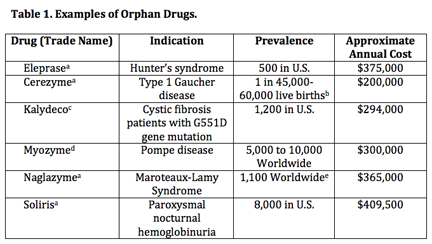 Table 1. Examples of Orphan Drugs.
Drug (Trade Name) Indication Prevalence Approximate
Annual Cost
Eleprase^a Hunter's syndrome 500 in U.S. $375,000
Cerezyme^a Type 1 Gaucher disease 1 in 45,000-60,000 live births^b $200,000
Kalydeco^c Cystic fibrosis patients with G551D gene mutation 1,200 in U.S. $294,000
Myozyme^d Pompe disease 5,000 to 10,000 Worldwide $300,000
Naglazyme^a Maroteaux-Lamy Syndrome 1,100 Worldwide^e $365,000
Soliris^a Paroxysmal nocturnal hemoglobinuria 8,000 in U.S. $409,500